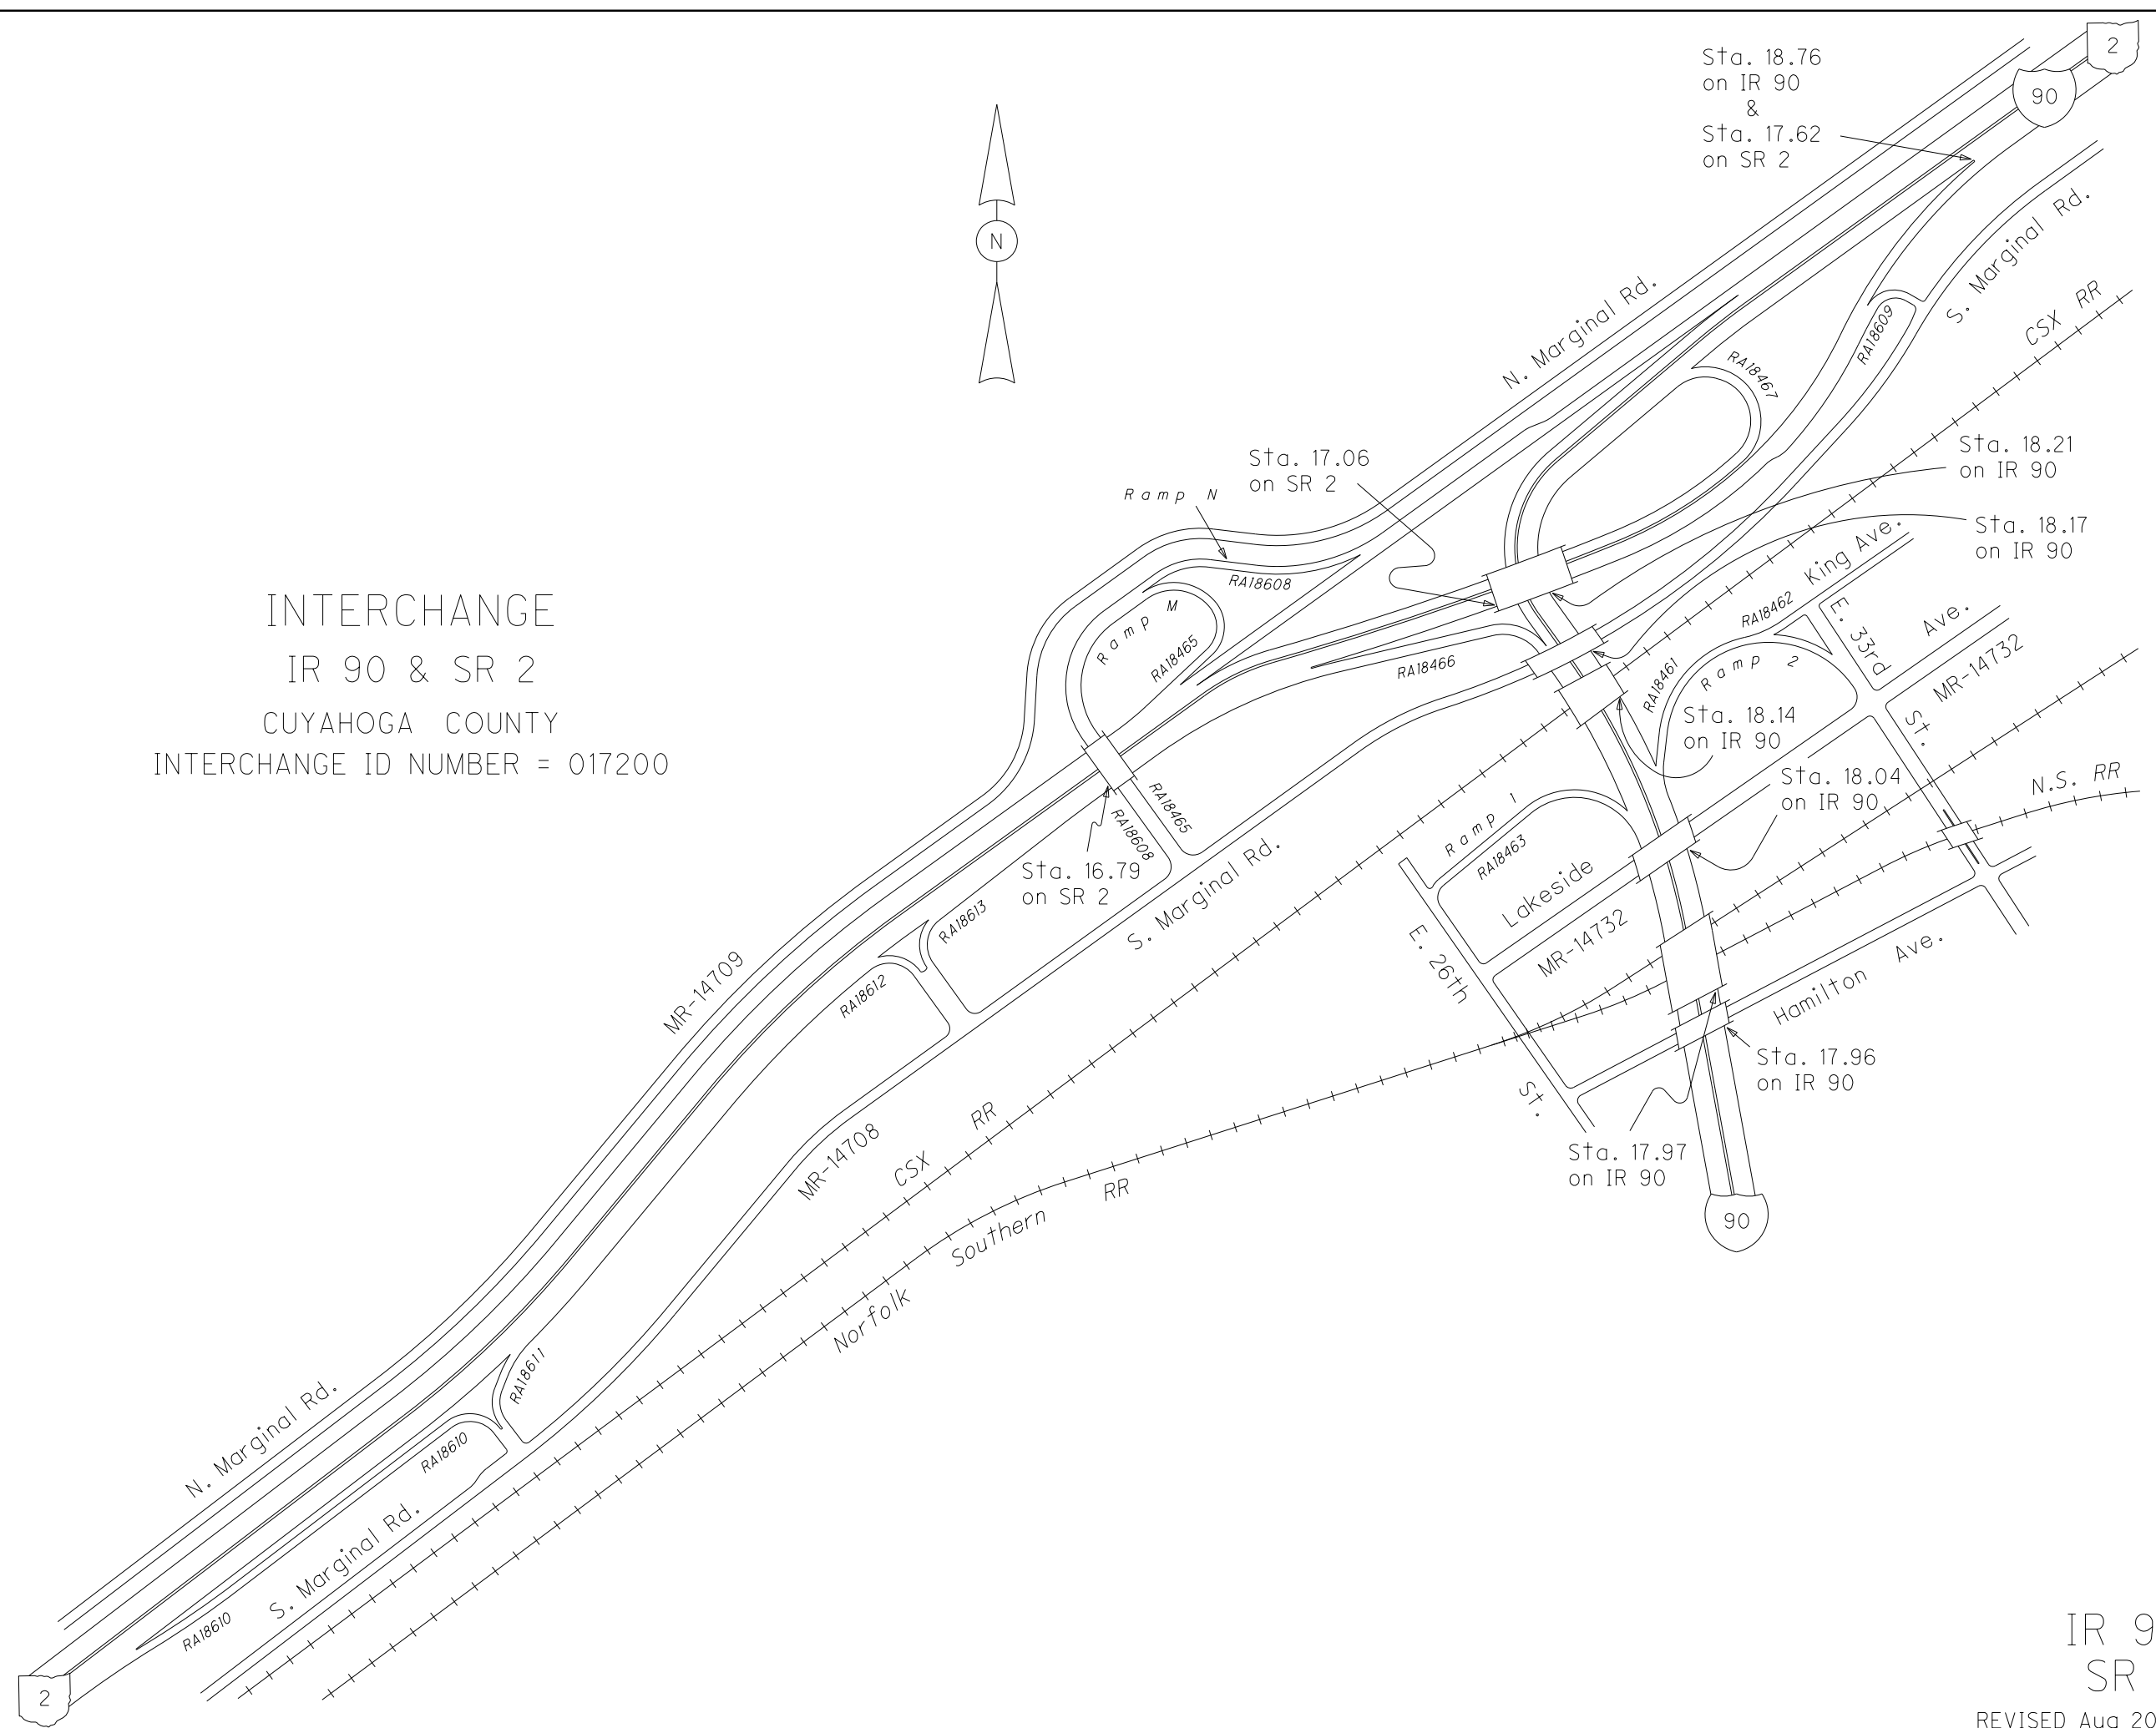 2
90
Sta. 18.76
on IR 90
&
Sta. 17.62
on SR 2
N
S. Marginal Rd.
N. Marginal Rd.
CSX RR
RA18609
RA18467
Sta. 17.06
on SR 2
Ramp N
Sta. 18.21
on IR 90
Sta. 18.17
on IR 90
King Ave.
RA18608
Ramp M
RA18465
RA18466
RA18462
E. 33rd St.
Ave.
MR-14732
RA18461
Ramp 2
INTERCHANGE
IR 90 & SR 2
CUYAHOGA COUNTY
INTERCHANGE ID NUMBER = 017200
Sta. 18.14
on IR 90
Sta. 18.04
on IR 90
N.S. RR
RA18465
RA18608
Sta. 16.79
on SR 2
S. Marginal Rd.
Ramp 1
RA18463
Lakeside
MR-14732
E. 26th St.
Hamilton Ave.
RA18613
RA18612
MR-14709
Sta. 17.96
on IR 90
Sta. 17.97
on IR 90
90
MR-14708
CSX RR
Norfolk Southern RR
RA18611
RA18610
N. Marginal Rd.
S. Marginal Rd.
RA18610
2
IR 9
SR
REVISED Aug 20